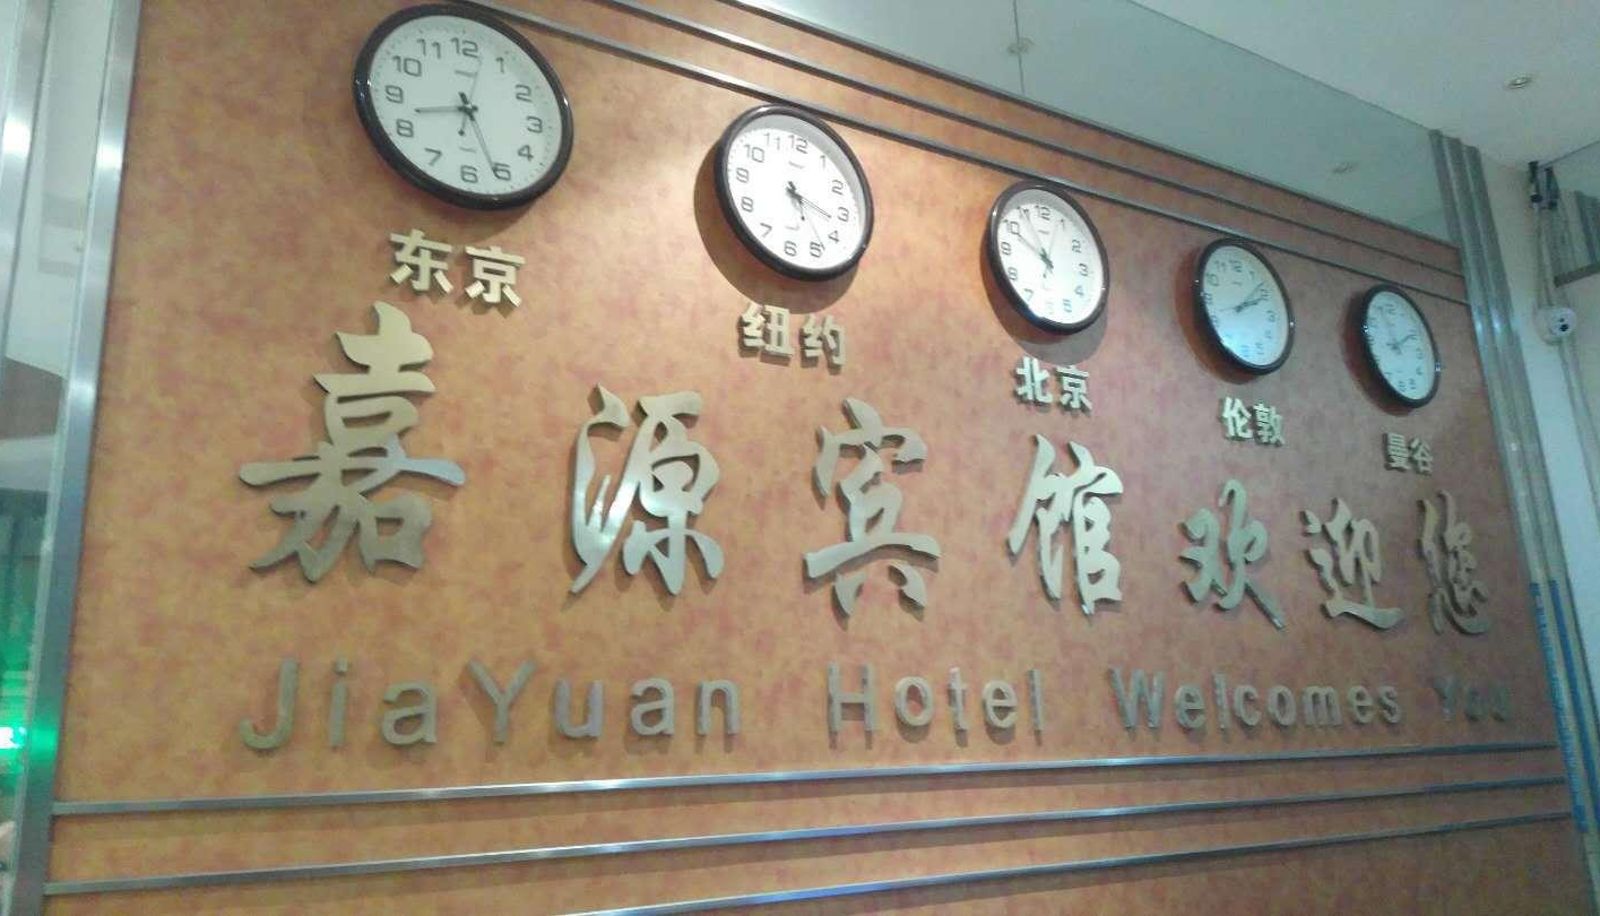 东京 纽约 北京 伦敦 曼谷
嘉源宾馆欢迎您
JiaYuan Hotel Welcomes You